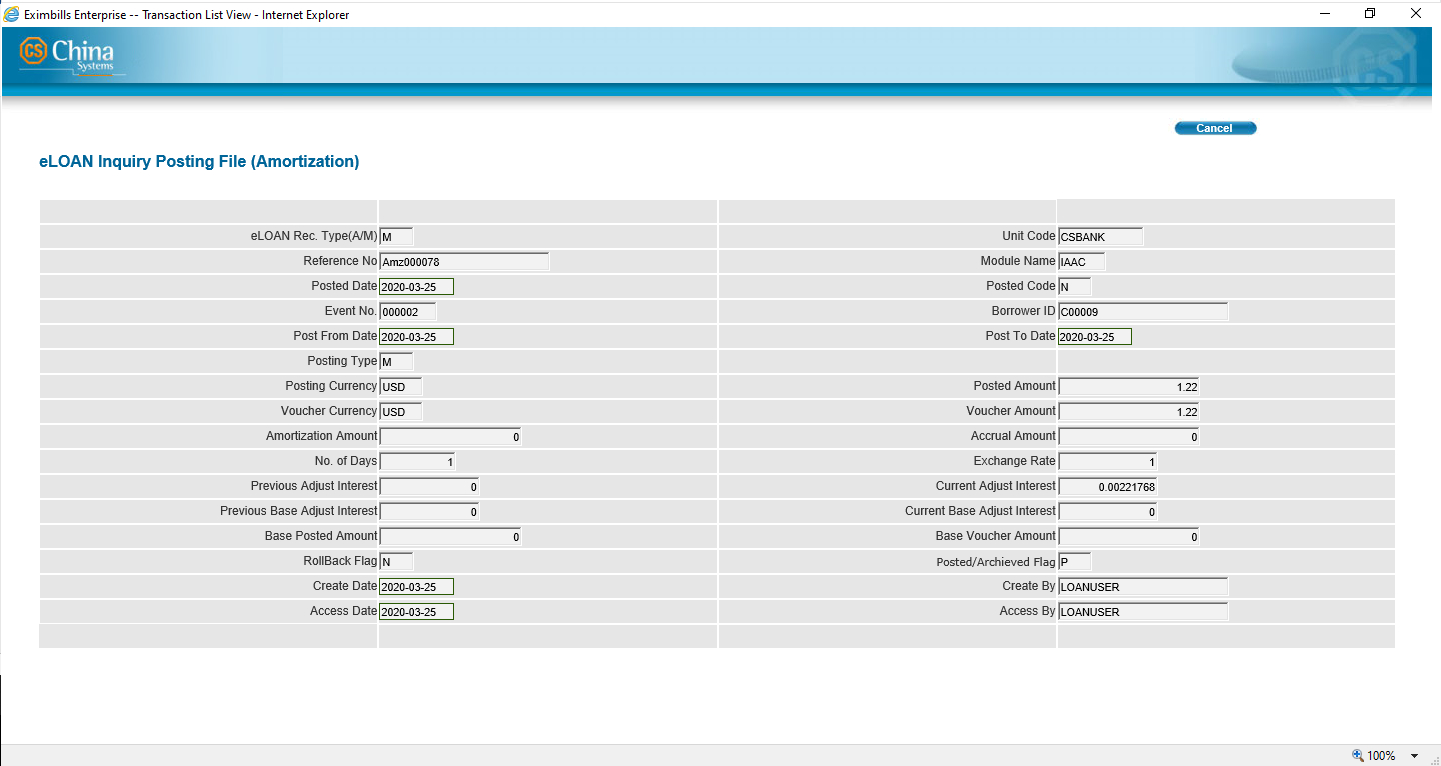 Eximbills Enterprise -- Transaction List View - Internet Explorer
CS China
Systems
CS
Cancel
eLOAN Inquiry Posting File (Amortization)
eLOAN Rec. Type(A/M) M Unit Code CSBANK
Reference No Amz000078 Module Name IAAC
Posted Date 2020-03-25 Posted Code N
Event No. 000002 Borrower ID C00009
Post From Date 2020-03-25 Post To Date 2020-03-25
Posting Type M
Posting Currency USD Posted Amount 1.22
Voucher Currency USD Voucher Amount 1.22
Amortization Amount 0 Accrual Amount 0
No. of Days 1 Exchange Rate 1
Previous Adjust Interest 0 Current Adjust Interest 0.00221768
Previous Base Adjust Interest 0 Current Base Adjust Interest 0
Base Posted Amount 0 Base Voucher Amount 0
RollBack Flag N Posted/Archieved Flag P
Create Date 2020-03-25 Create By LOANUSER
Access Date 2020-03-25 Access By LOANUSER
100%